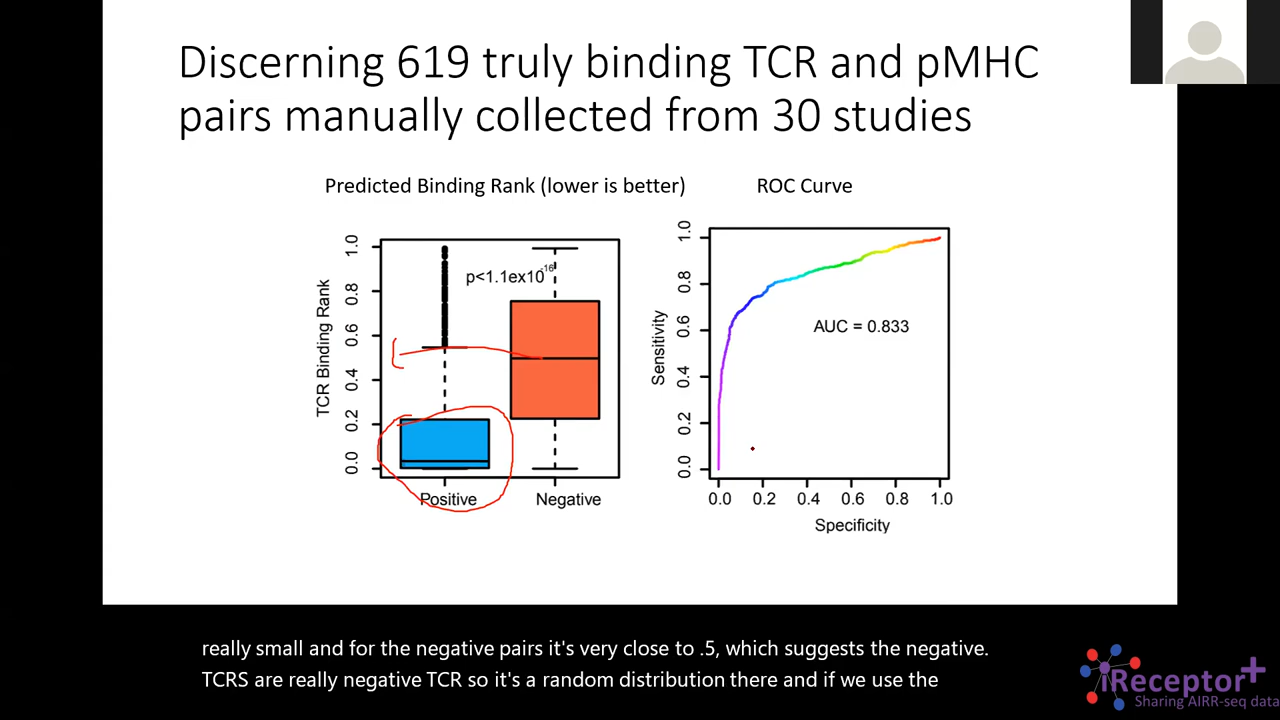 Discerning 619 truly binding TCR and pMHC
pairs manually collected from 30 studies
Predicted Binding Rank (lower is better)
TCR Binding Rank
0.0 0.2 0.4 0.6 0.8 1.0
p<1.1ex10-16
Positive Negative
ROC Curve
Sensitivity
0.0 0.2 0.4 0.6 0.8 1.0
AUC = 0.833
0.0 0.2 0.4 0.6 0.8 1.0
Specificity
really small and for the negative pairs it's very close to .5, which suggests the negative.
TCRS are really negative TCR so it's a random distribution there and if we use the
iReceptor+
Sharing AIRR-seq data